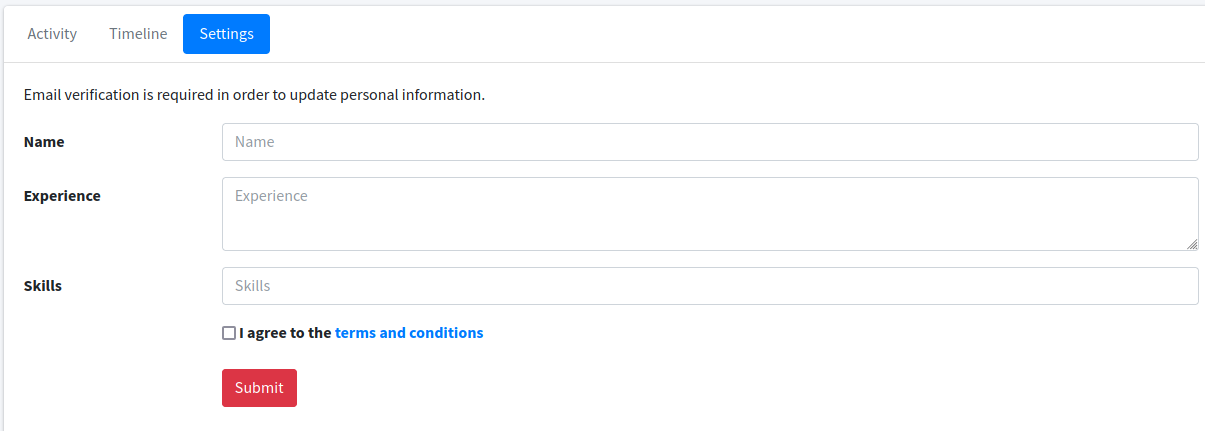 Activity Timeline Settings
Email verification is required in order to update personal information.
Name Name
Experience Experience
Skills Skills
I agree to the terms and conditions
Submit